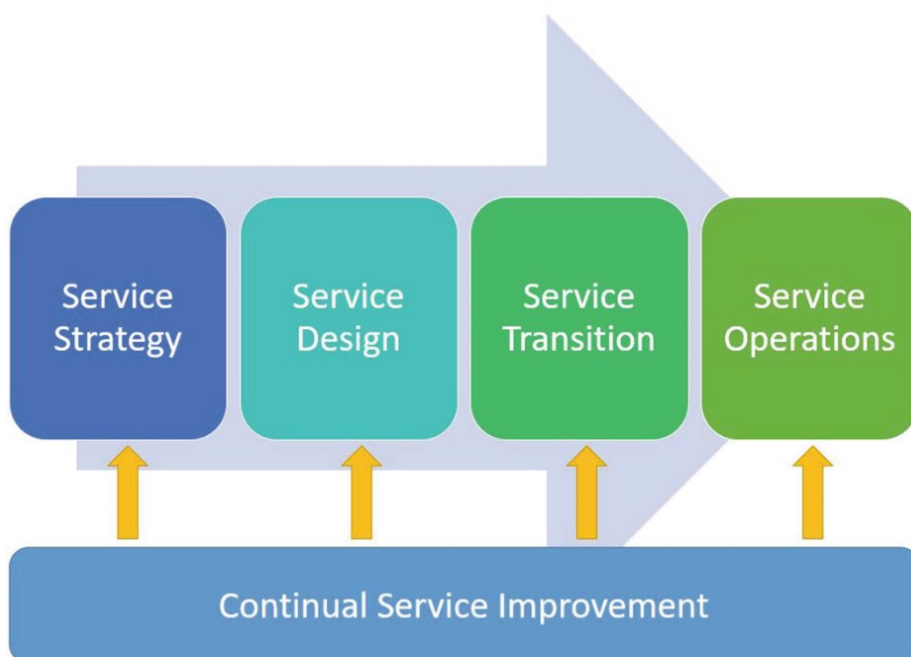 Service
Strategy
Service
Design
Service
Transition
Service
Operations
Continual Service Improvement